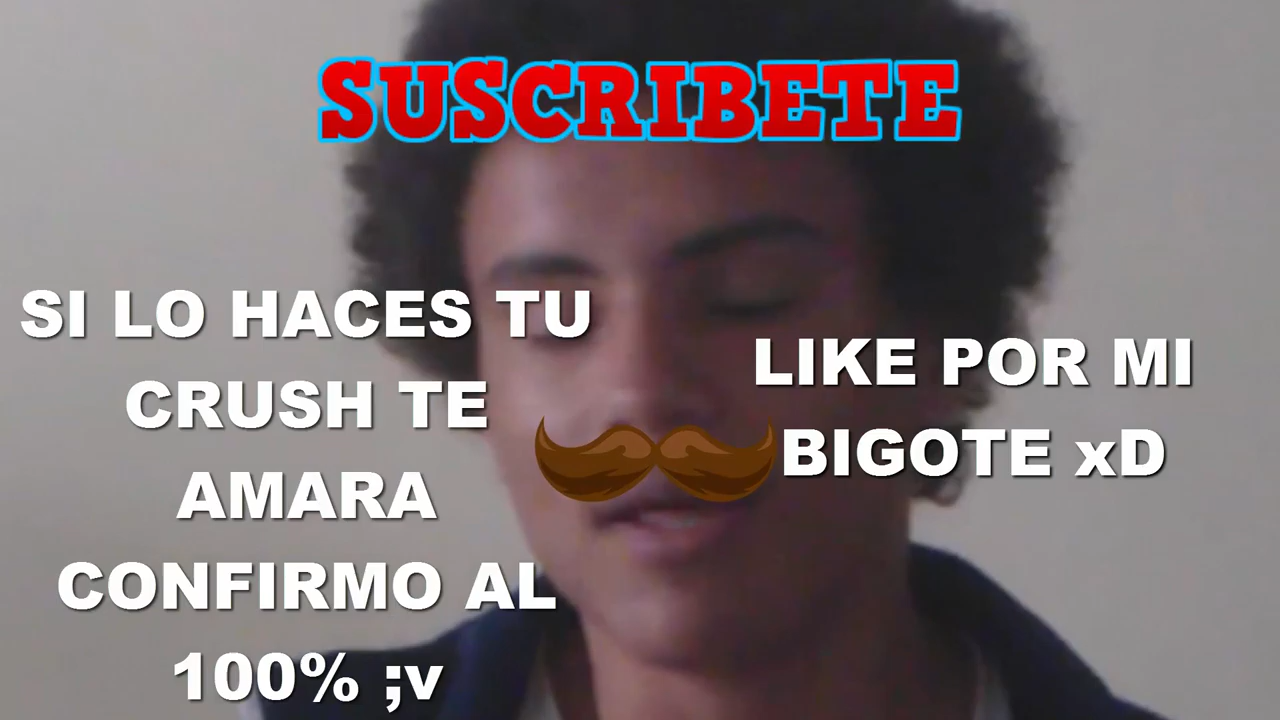 SUSCRIBETE
SI LO HACES TU
CRUSH TE
AMARA
CONFIRMO AL
100% ;v
LIKE POR MI
BIGOTE xD